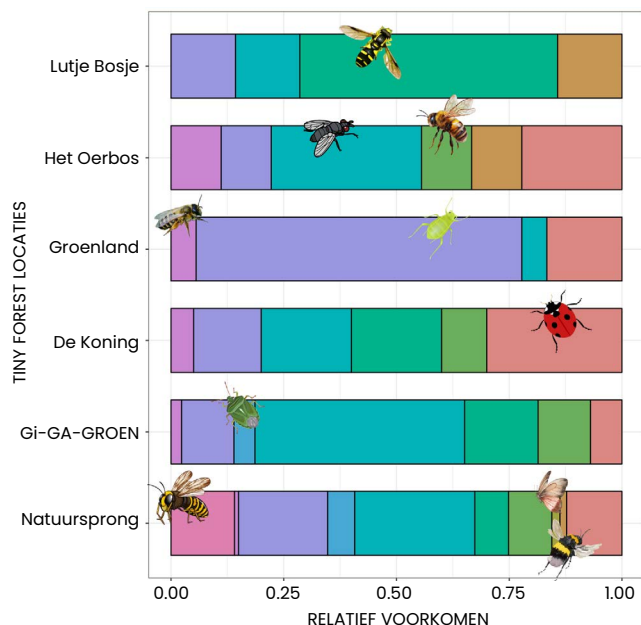 Lutje Bosje
Het Oerbos
Groenland
De Koning
Gi-GA-GROEN
Natuursprong
TINY FOREST LOCATIES
0.00 0.25 0.50 0.75 1.00
RELATIEF VOORKOMEN